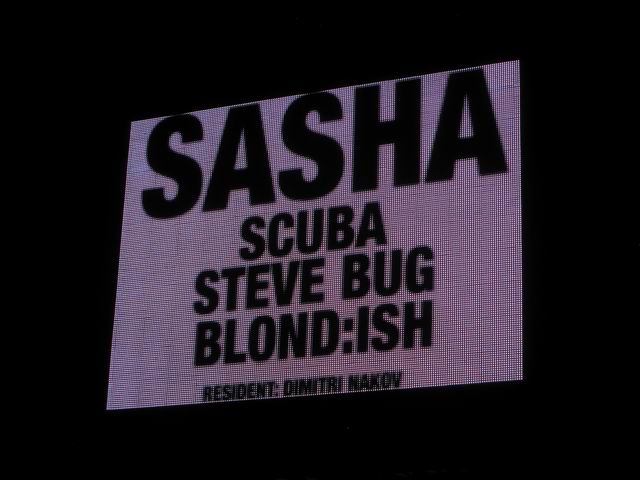 SASHA
SCUBA
STEVE BUG
BLOND:ISH
RESIDENT: DIMITRI NAKOV